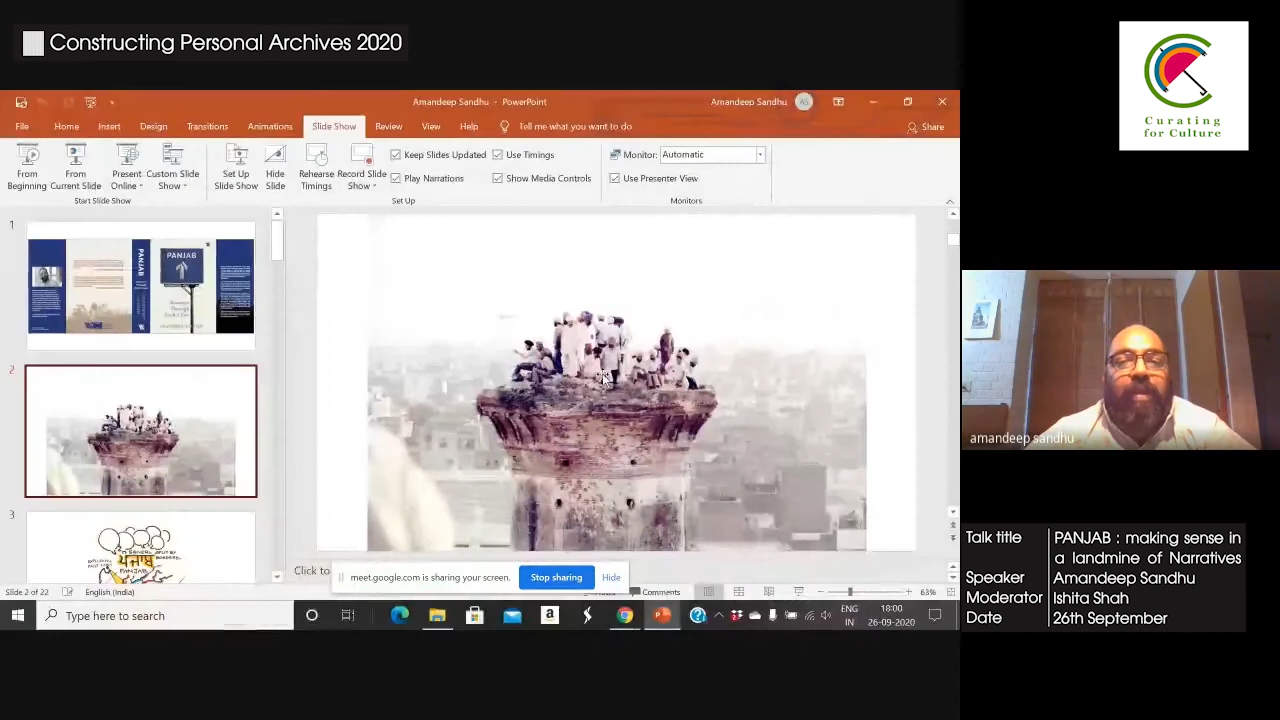 Constructing Personal Archives 2020
Curating
for Culture
Amandeep Sandhu - PowerPoint
Amandeep Sandhu
AS
File Home Insert Design Transitions Animations Slide Show Review View Help Tell me what you want to do
Share
From Beginning
From Current Slide
Present Online
Custom Slide Show
Set Up Slide Show
Hide Slide
Rehearse Timings
Record Slide Show
Keep Slides Updated
Use Timings
Play Narrations
Show Media Controls
Monitor: Automatic
Use Presenter View
Start Slide Show
Set Up
Monitors
1
PANJAB
PANJAB
2
3
ਪੰਜਾਬ
Click to
meet.google.com is sharing your screen.
Stop sharing
Hide
Slide 2 of 22
English (India)
Comments
63%
Type here to search
ENG
IN
18:00
26-09-2020
amandeep sandhu
Talk title PANJAB : making sense in
a landmine of Narratives
Speaker Amandeep Sandhu
Moderator Ishita Shah
Date 26th September